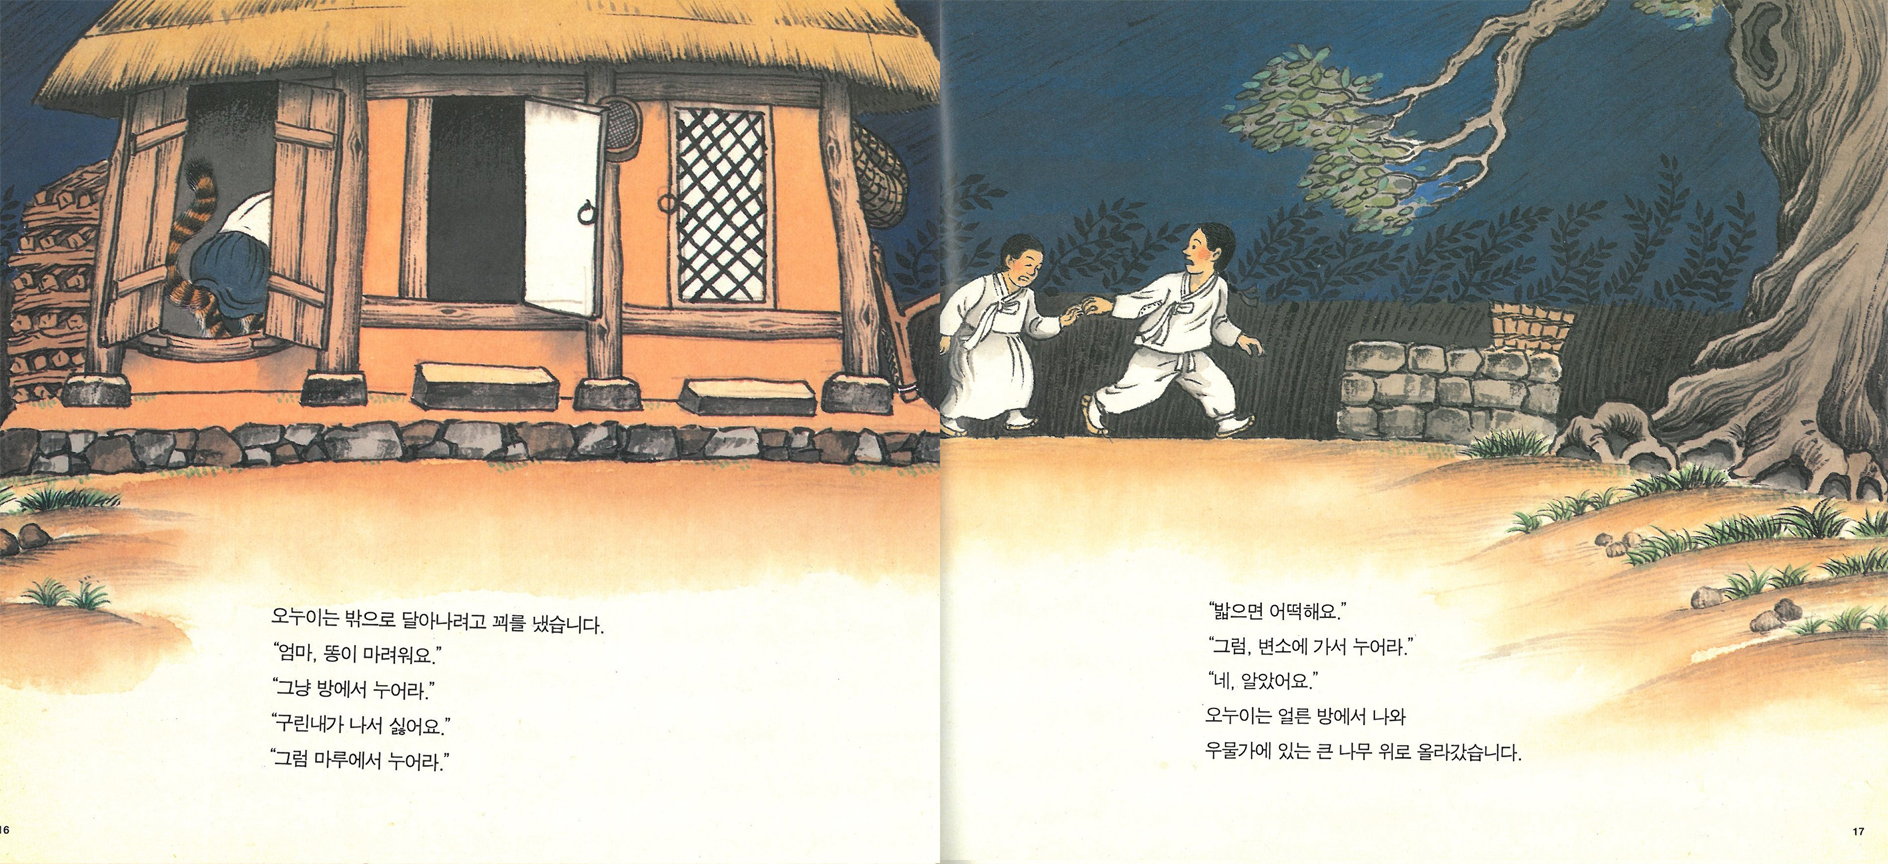 오누이는 밖으로 달아나려고 꾀를 냈습니다.
“엄마, 똥이 마려워요.”
“그냥 방에서 누어라.”
“구린내가 나서 싫어요.”
“그럼 마루에서 누어라.”
16
“밟으면 어떡해요.”
“그럼, 변소에 가서 누어라.”
“네, 알았어요.”
오누이는 얼른 방에서 나와
우물가에 있는 큰 나무 위로 올라갔습니다.
17